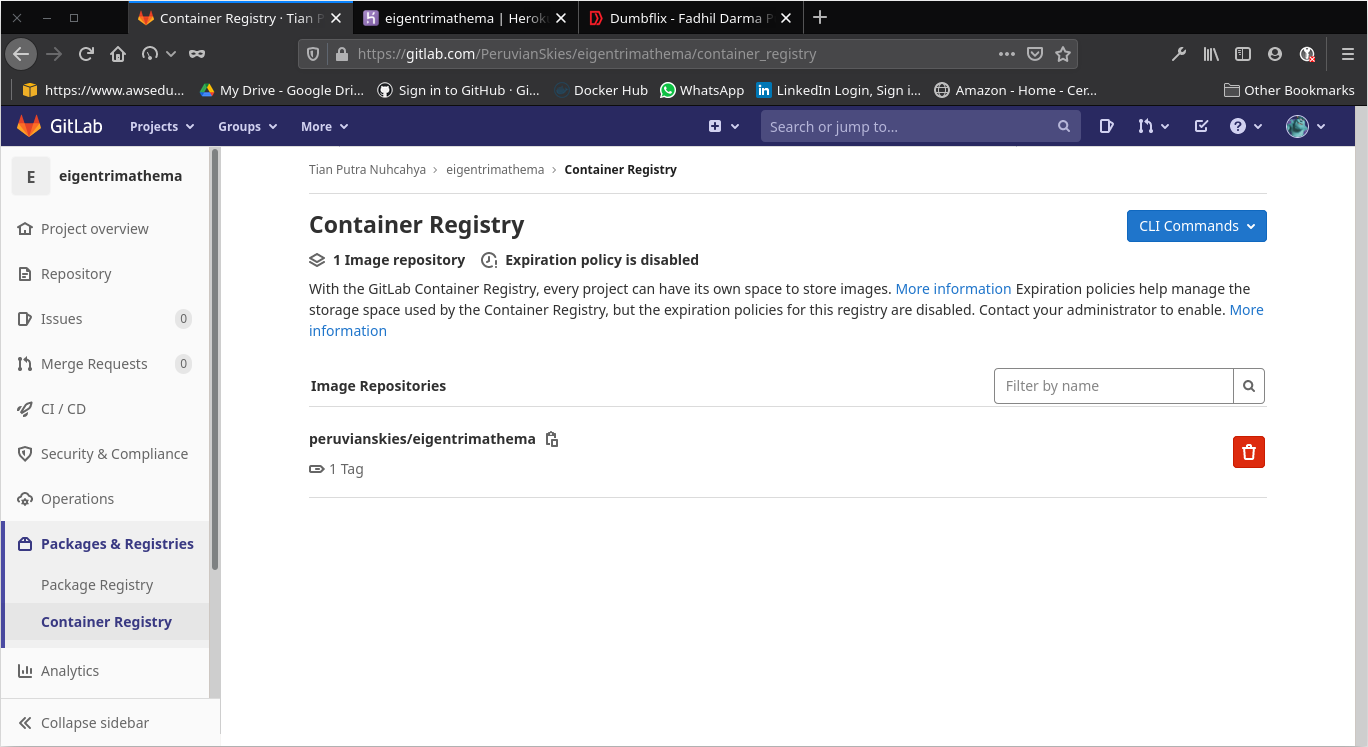 Container Registry · Tian P
eigentrimathema | Herok
Dumbflix - Fadhil Darma P
https://gitlab.com/PeruvianSkies/eigentrimathema/container_registry
https://www.awsedu...
My Drive - Google Dri...
Sign in to GitHub · Gi...
Docker Hub
WhatsApp
LinkedIn Login, Sign i...
Amazon - Home - Cer...
Other Bookmarks
GitLab
Projects
Groups
More
Search or jump to...
E
eigentrimathema
Project overview
Repository
Issues 0
Merge Requests 0
CI / CD
Security & Compliance
Operations
Packages & Registries
Package Registry
Container Registry
Analytics
Collapse sidebar
Tian Putra Nuhcahya › eigentrimathema › Container Registry
Container Registry
CLI Commands
1 Image repository
Expiration policy is disabled
With the GitLab Container Registry, every project can have its own space to store images. More information Expiration policies help manage the
storage space used by the Container Registry, but the expiration policies for this registry are disabled. Contact your administrator to enable. More
information
Image Repositories
Filter by name
peruvianskies/eigentrimathema
1 Tag